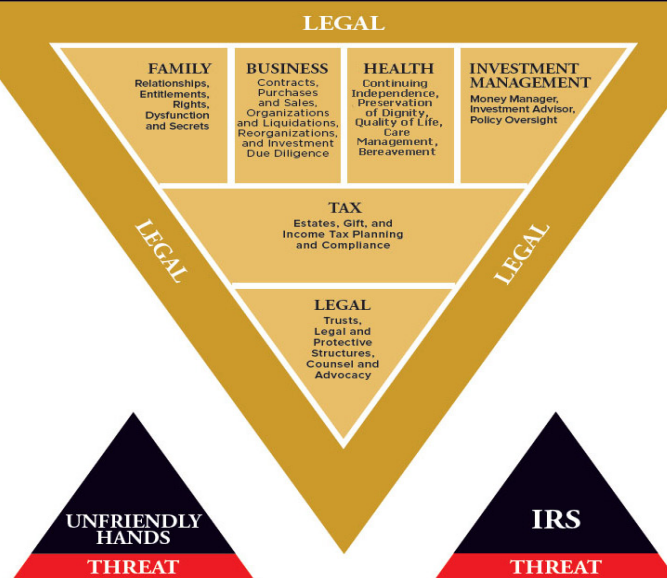 LEGAL
FAMILY
Relationships,
Entitlements,
Rights,
Dysfunction
and Secrets
BUSINESS
Contracts,
Purchases
and Sales,
Organizations
and Liquidations,
Reorganizations,
and Investment
Due Diligence
HEALTH
Continuing
Independence,
Preservation
of Dignity,
Quality of Life,
Care
Management,
Bereavement
INVESTMENT
MANAGEMENT
Money Manager,
Investment Advisor,
Policy Oversight
LEGAL
LEGAL
TAX
Estates, Gift, and
Income Tax Planning
and Compliance
LEGAL
Trusts,
Legal and
Protective
Structures,
Counsel and
Advocacy
UNFRIENDLY
HANDS
THREAT
IRS
THREAT